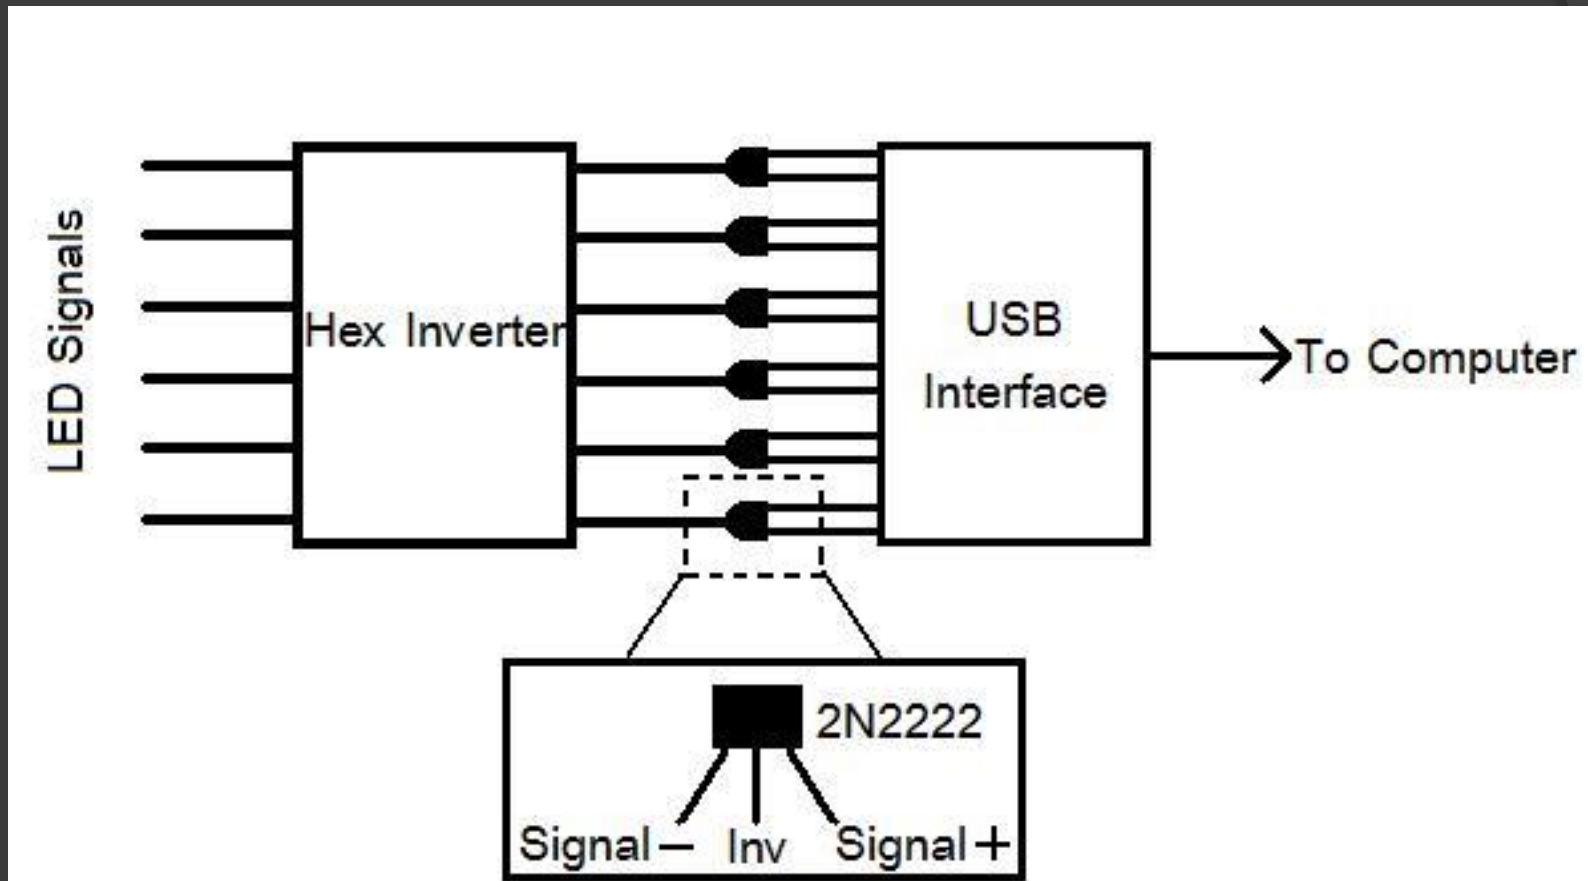 LED Signals
Hex Inverter
USB
Interface
To Computer
2N2222
Signal− Inv Signal+